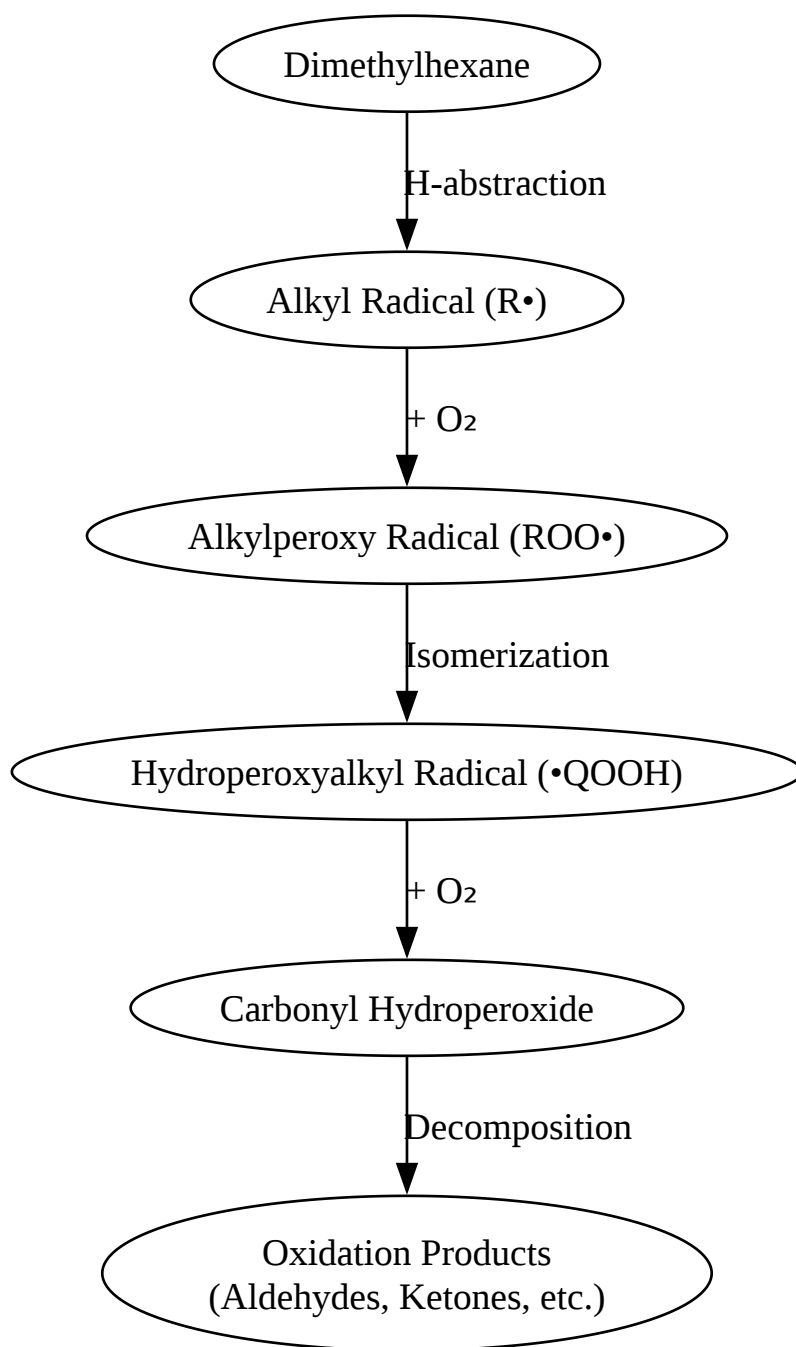 Dimethylhexane
H-abstraction
Alkyl Radical (R•)
+ O₂
Alkylperoxy Radical (ROO•)
Isomerization
Hydroperoxyalkyl Radical (•QOOH)
+ O₂
Carbonyl Hydroperoxide
Decomposition
Oxidation Products
(Aldehydes, Ketones, etc.)